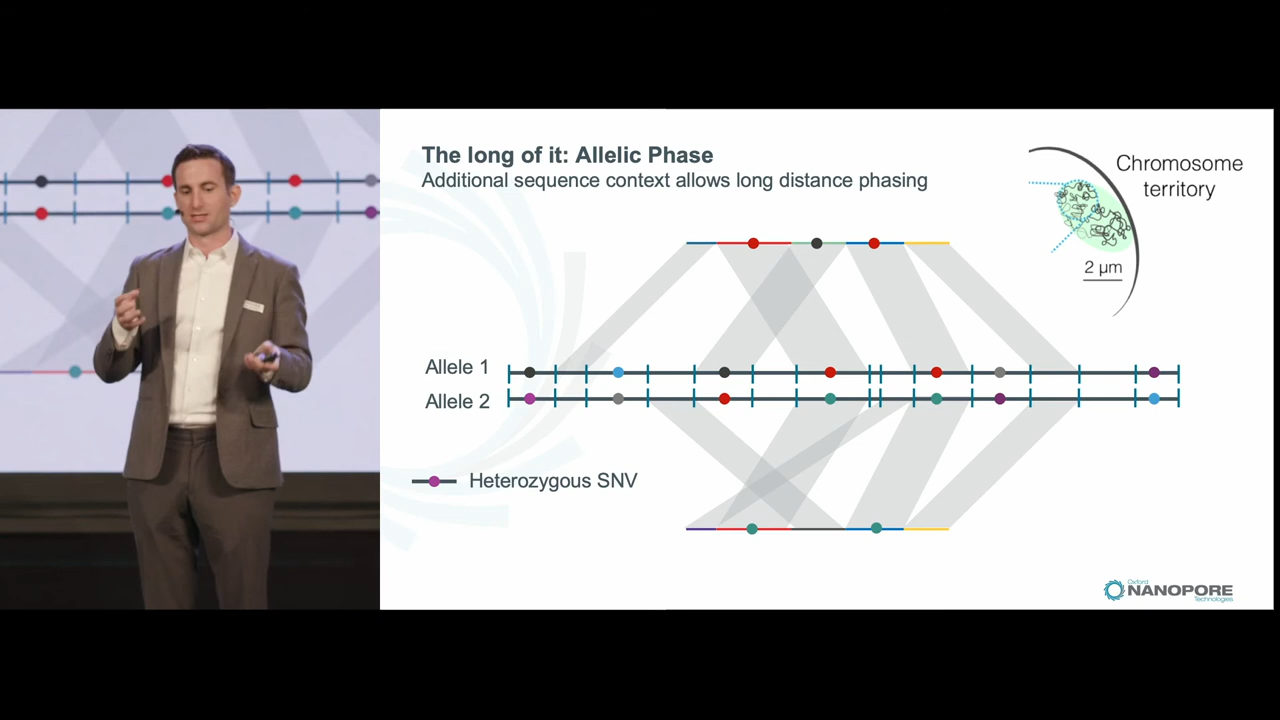 The long of it: Allelic Phase
Additional sequence context allows long distance phasing
Chromosome
territory
2 µm
Allele 1
Allele 2
Heterozygous SNV
Oxford
NANOPORE
Technologies